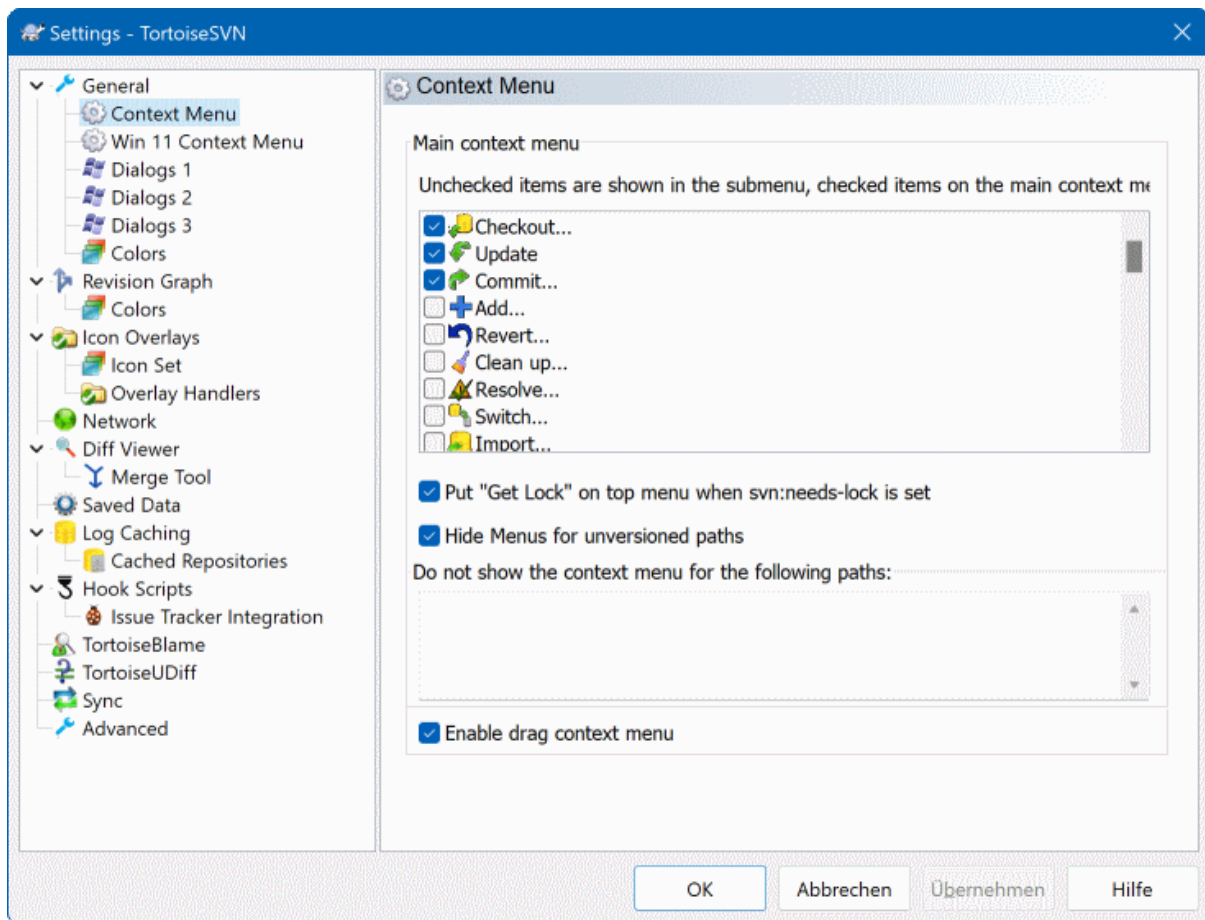 Settings - TortoiseSVN
General
Context Menu
Win 11 Context Menu
Dialogs 1
Dialogs 2
Dialogs 3
Colors
Revision Graph
Colors
Icon Overlays
Icon Set
Overlay Handlers
Network
Diff Viewer
Merge Tool
Saved Data
Log Caching
Cached Repositories
Hook Scripts
Issue Tracker Integration
TortoiseBlame
TortoiseUDiff
Sync
Advanced
Context Menu
Main context menu
Unchecked items are shown in the submenu, checked items on the main context me
Checkout...
Update
Commit...
Add...
Revert...
Clean up...
Resolve...
Switch...
Import...
Put "Get Lock" on top menu when svn:needs-lock is set
Hide Menus for unversioned paths
Do not show the context menu for the following paths:
Enable drag context menu
OK
Abbrechen
Übernehmen
Hilfe